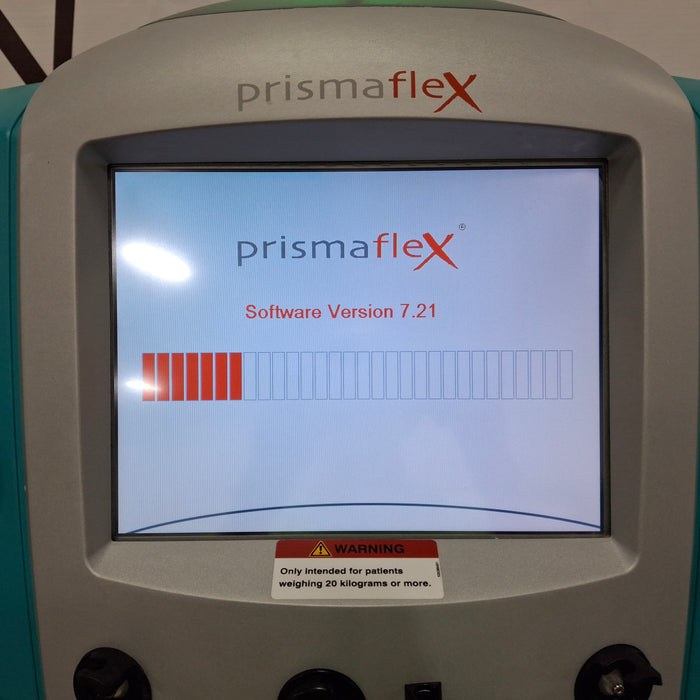 prismaflex
prismaflex®
Software Version 7.21
WARNING
Only intended for patients
weighing 20 kilograms or more.